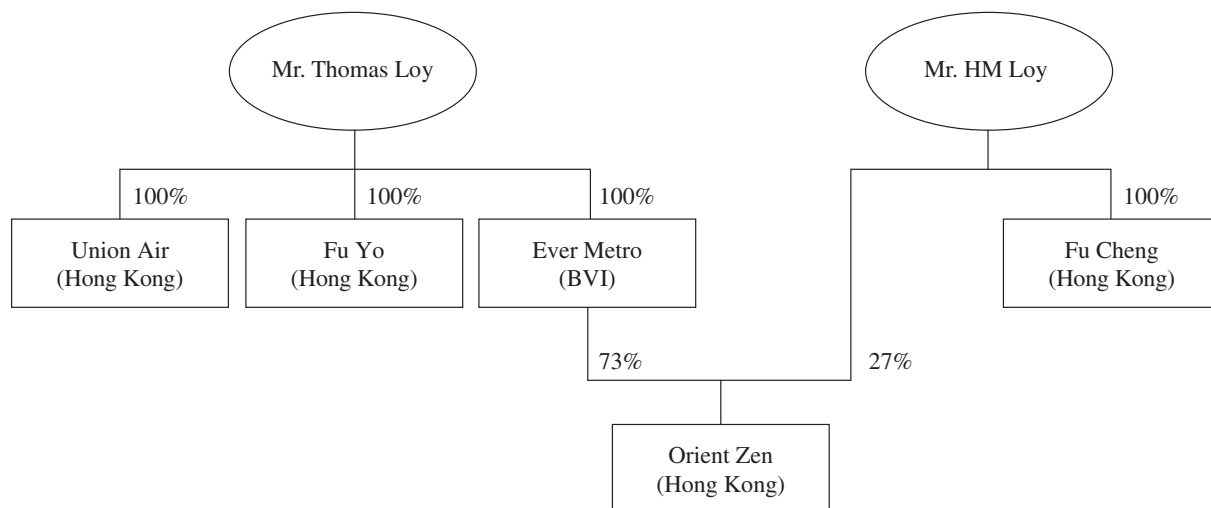 Mr. Thomas Loy
Mr. HM Loy
100%
100%
100%
100%
Union Air
(Hong Kong)
Fu Yo
(Hong Kong)
Ever Metro
(BVI)
Fu Cheng
(Hong Kong)
73%
27%
Orient Zen
(Hong Kong)